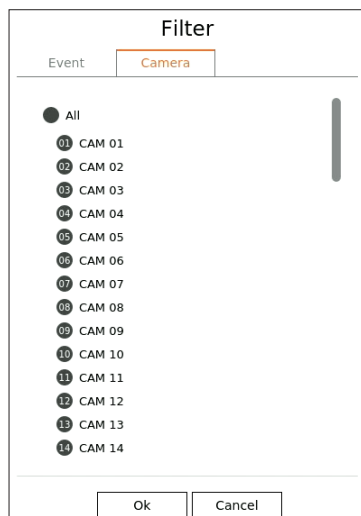 Filter
Event Camera
All
01 CAM 01
02 CAM 02
03 CAM 03
04 CAM 04
05 CAM 05
06 CAM 06
07 CAM 07
08 CAM 08
09 CAM 09
10 CAM 10
11 CAM 11
12 CAM 12
13 CAM 13
14 CAM 14
Ok Cancel